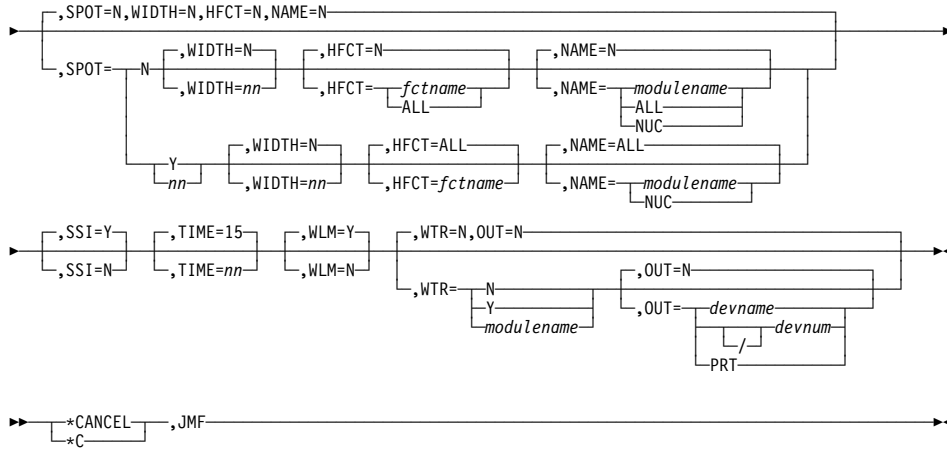 ,SPOT=N,WIDTH=N,HFCT=N,NAME=N
,WIDTH=N ,HFCT=N ,NAME=N
,SPOT= N
,WIDTH=nn ,HFCT= fctname ,NAME= modulename
ALL ALL
NUC
,WIDTH=N ,HFCT=ALL ,NAME=ALL
Y
nn ,WIDTH=nn ,HFCT=fctname ,NAME= modulename
NUC
,SSI=Y ,TIME=15 ,WLM=Y ,WTR=N,OUT=N
,SSI=N ,TIME=nn ,WLM=N ,OUT=N
,WTR= N
Y ,OUT= devname
modulename devnum
/
PRT
*CANCEL ,JMF
*C